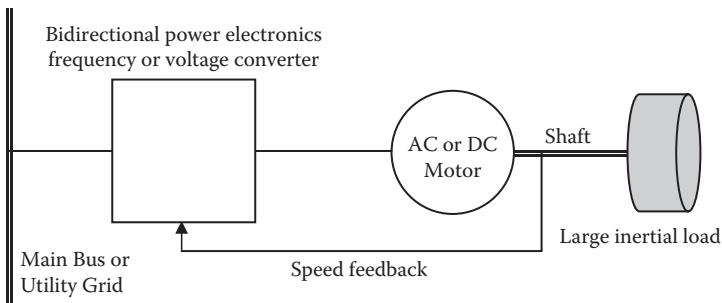 Bidirectional power electronics
frequency or voltage converter
AC or DC
Motor
Shaft
Large inertial load
Main Bus or
Utility Grid
Speed feedback